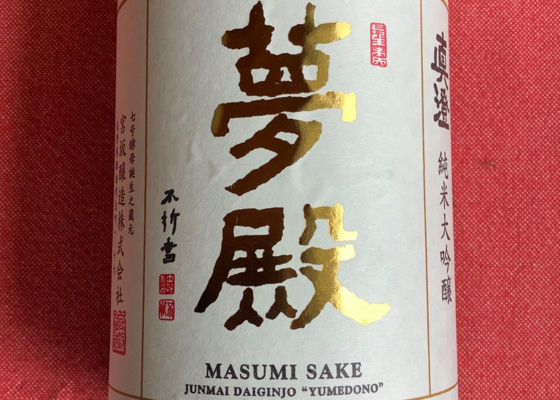 真澄 純米大吟醸
夢殿
不折書
七号酵母誕生之蔵元
宮坂醸造株式会社
MASUMI SAKE
JUNMAI DAIGINJO “YUMEDONO”